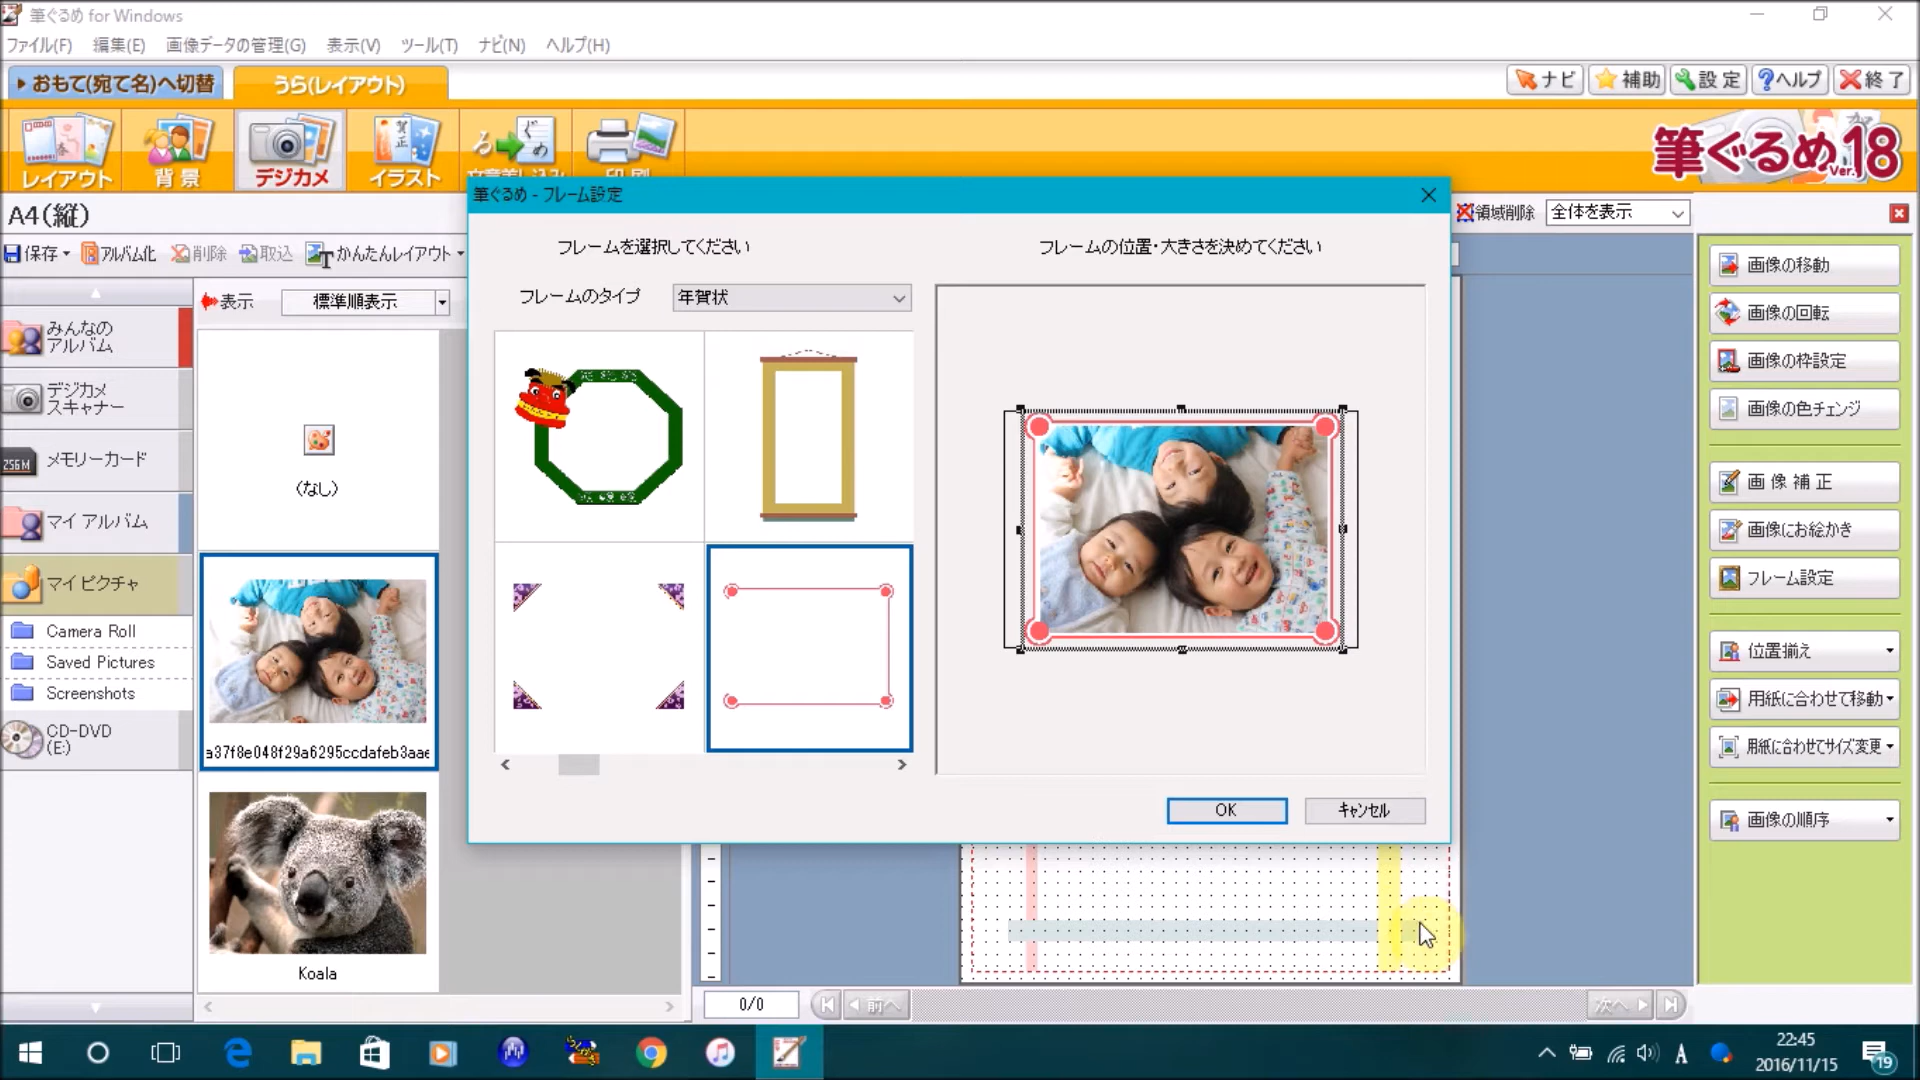 筆ぐるめ for Windows
ファイル(F) 編集(E) 画像データの管理(G) 表示(V) ツール(T) ナビ(N) ヘルプ(H)
おもて(宛て名)へ切替 うら(レイアウト)
ナビ 補助 設定 ヘルプ 終了
レイアウト 背景 デジカメ イラスト
賀正
筆ぐるめ Ver.18
A4(縦)
領域削除 全体を表示
保存 アルバム化 削除 取込 かんたんレイアウト
表示 標準順表示
みんなの
アルバム
デジカメ
スキャナー
256M メモリーカード
マイ アルバム
マイ ピクチャ
Camera Roll
Saved Pictures
Screenshots
CD-DVD
(E:)
(なし)
a37f8e048f29a6295ccdafeb3aae
Koala
筆ぐるめ - フレーム設定
フレームを選択してください
フレームの位置・大きさを決めてください
フレームのタイプ 年賀状
OK キャンセル
画像の移動
画像の回転
画像の枠設定
画像の色チェンジ
画像補正
画像にお絵かき
フレーム設定
位置揃え
用紙に合わせて移動
用紙に合わせてサイズ変更
画像の順序
0/0 前へ 次へ
A
22:45
2016/11/15
19